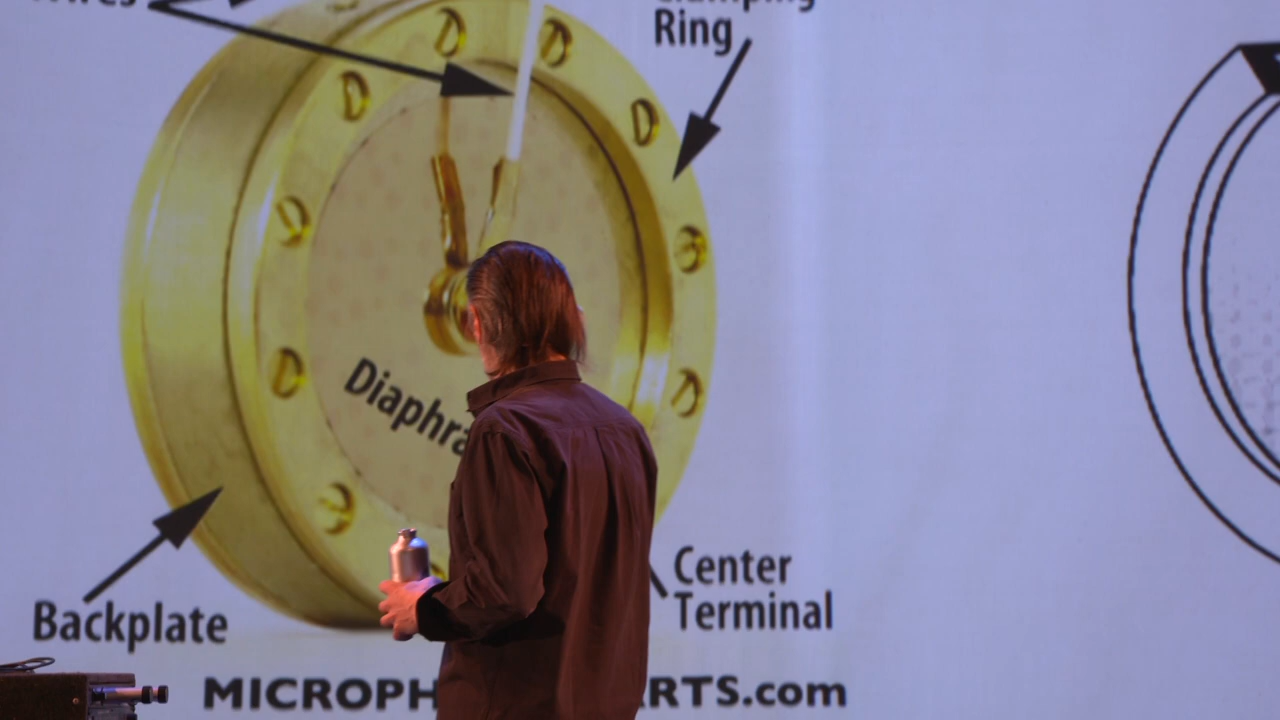 Ring
Diaphra
Backplate
Center
Terminal
MICROPH RTS.com